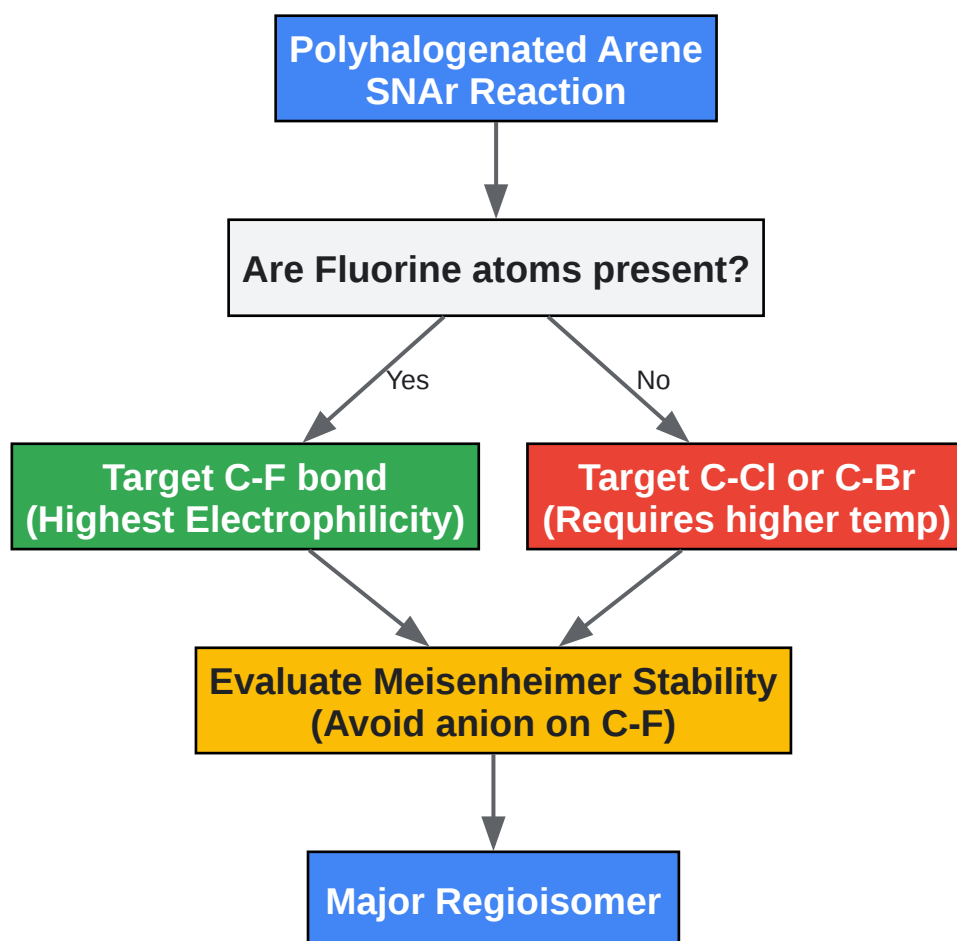 Polyhalogenated Arene
SNAr Reaction
Are Fluorine atoms present?
Yes
No
Target C-F bond
(Highest Electrophilicity)
Target C-Cl or C-Br
(Requires higher temp)
Evaluate Meisenheimer Stability
(Avoid anion on C-F)
Major Regioisomer